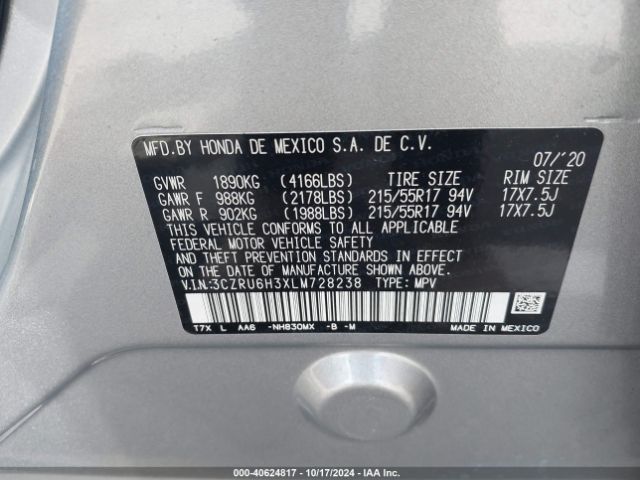 MFD.BY HONDA DE MEXICO S.A. DE C.V.
07/'20
GVWR 1890KG (4166LBS) TIRE SIZE RIM SIZE
GAWR F 988KG (2178LBS) 215/55R17 94V 17X7.5J
GAWR R 902KG (1988LBS) 215/55R17 94V 17X7.5J
THIS VEHICLE CONFORMS TO ALL APPLICABLE
FEDERAL MOTOR VEHICLE SAFETY
AND THEFT PREVENTION STANDARDS IN EFFECT
ON THE DATE OF MANUFACTURE SHOWN ABOVE.
V.I.N:3CZRU6H3XLM728238 TYPE: MPV
T7X L AA6 -NH830MX -B -M
MADE IN MEXICO
000-40624817 - 10/17/2024 - IAA Inc.